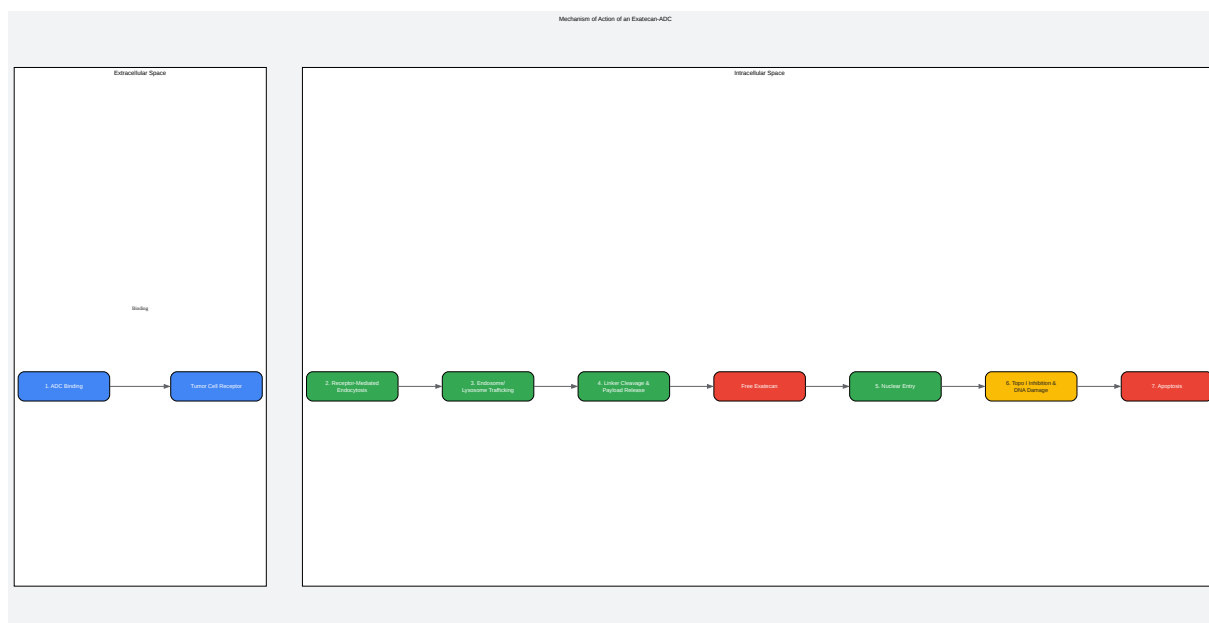 Mechanism of Action of an Exatecan-ADC
Extracellular Space
Intracellular Space
Binding
1. ADC Binding
Tumor Cell Receptor
2. Receptor-Mediated
Endocytosis
3. Endosome/
Lysosome Trafficking
4. Linker Cleavage &
Payload Release
Free Exatecan
5. Nuclear Entry
6. Topo I Inhibition &
DNA Damage
7. Apoptosis